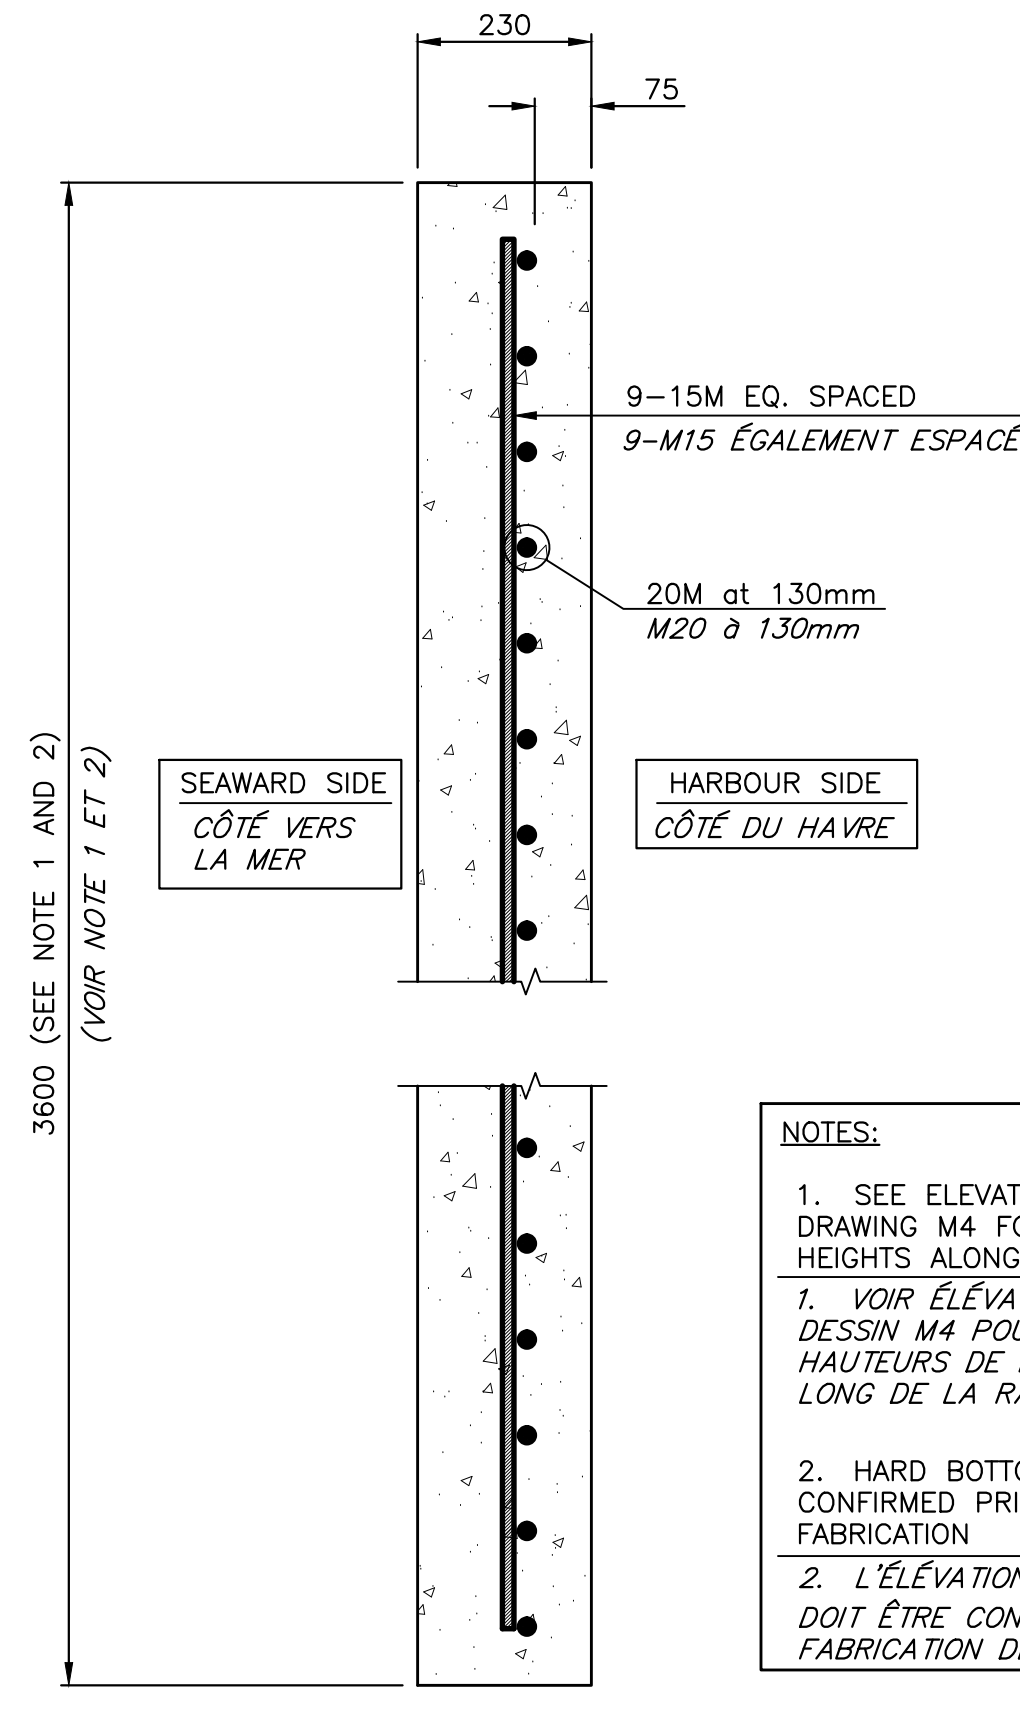 230
75
9-15M EQ. SPACED
9-M15 ÉGALEMENT ESPACÉ
20M at 130mm
M20 à 130mm
3600 (SEE NOTE 1 AND 2)
(VOIR NOTE 1 ET 2)
SEAWARD SIDE
CÔTÉ VERS
LA MER
HARBOUR SIDE
CÔTÉ DU HAVRE
NOTES:
1. SEE ELEVAT
DRAWING M4 FO
HEIGHTS ALONG
1. VOIR ÉLÉVA
DESSIN M4 POU
HAUTEURS DE
LONG DE LA RA
2. HARD BOTTO
CONFIRMED PRI
FABRICATION
2. L'ÉLÉVATION
DOIT ÊTRE CON
FABRICATION D